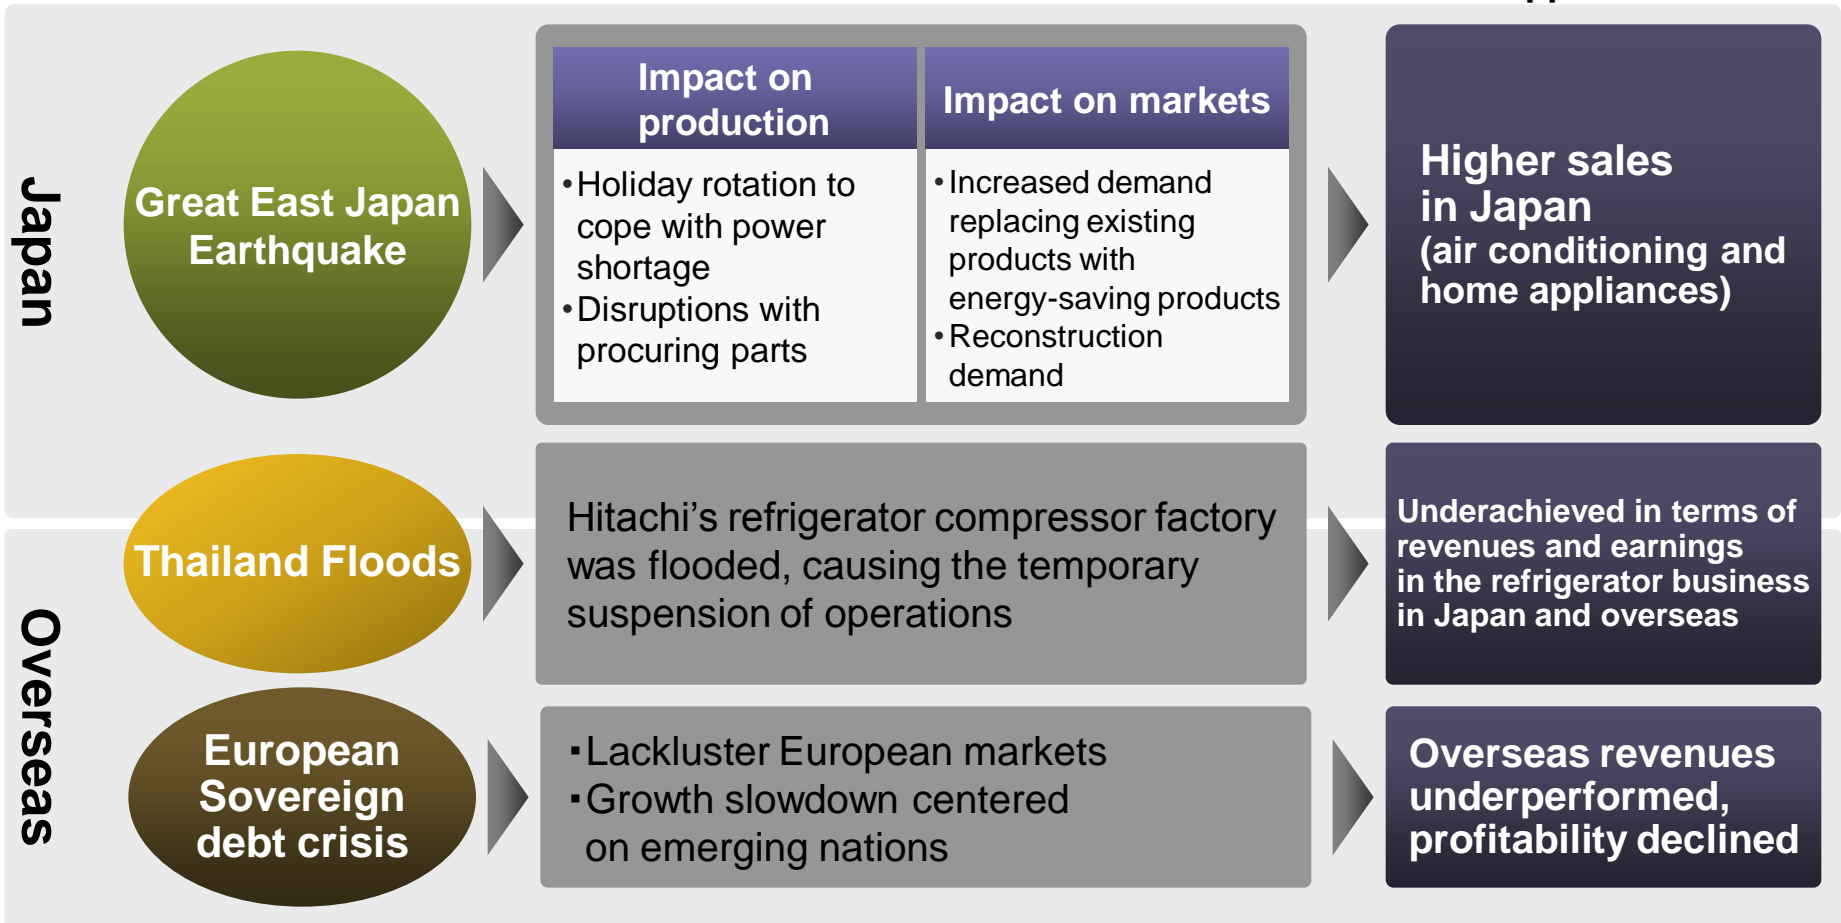 Japan
Great East Japan
Earthquake
Impact on
production
•Holiday rotation to
cope with power
shortage
•Disruptions with
procuring parts
Impact on markets
•Increased demand
replacing existing
products with
energy-saving products
•Reconstruction
demand
Higher sales
in Japan
(air conditioning and
home appliances)
Thailand Floods
Hitachi’s refrigerator compressor factory
was flooded, causing the temporary
suspension of operations
Underachieved in terms of
revenues and earnings
in the refrigerator business
in Japan and overseas
Overseas
European
Sovereign
debt crisis
▪Lackluster European markets
▪Growth slowdown centered
on emerging nations
Overseas revenues
underperformed,
profitability declined